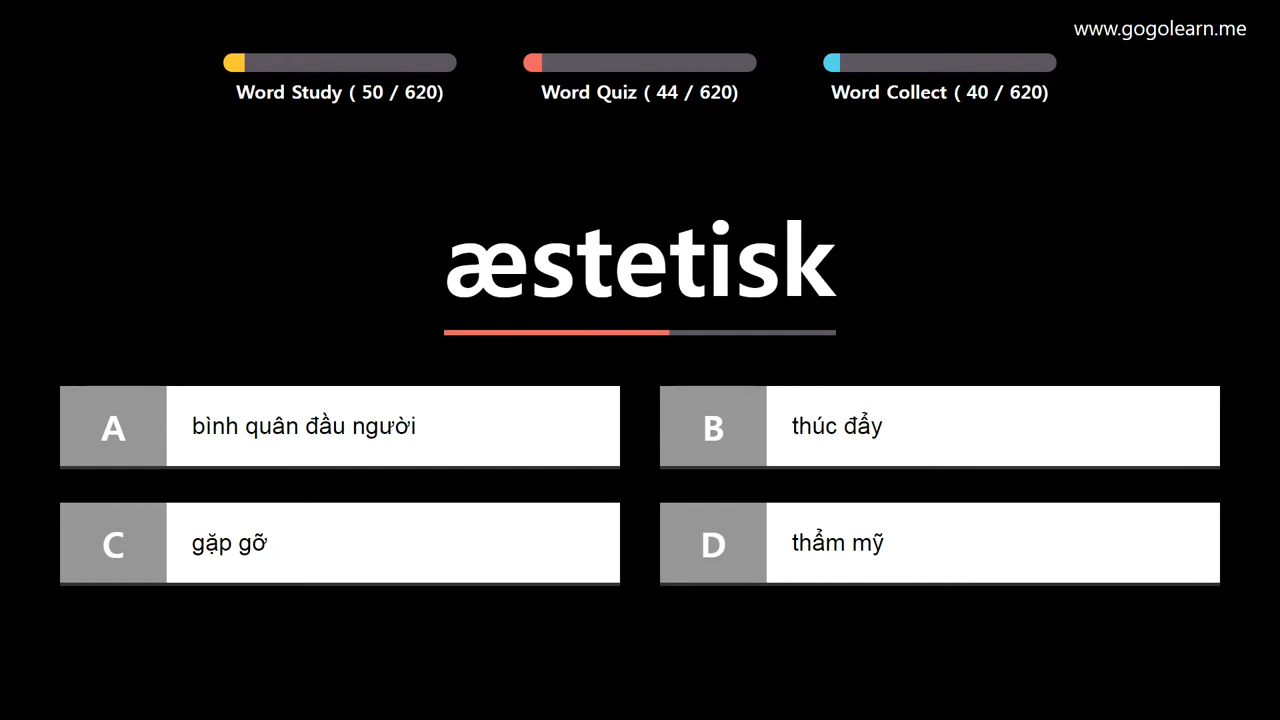 www.gogolearn.me
Word Study ( 50 / 620)
Word Quiz ( 44 / 620)
Word Collect ( 40 / 620)
æstetisk
A bình quân đầu người
B thúc đẩy
C gặp gỡ
D thẩm mỹ